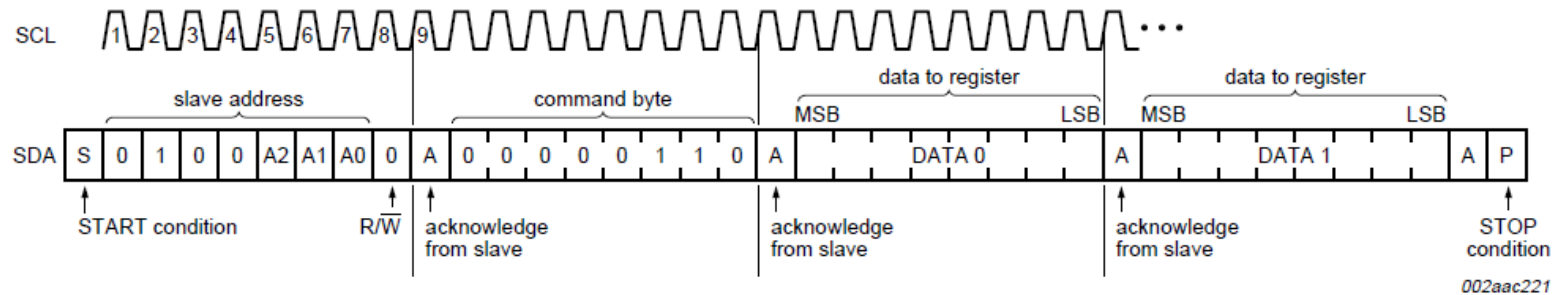 SCL 1 2 3 4 5 6 7 8 9 • • •
data to register data to register
slave address command byte
MSB LSB MSB LSB
SDA S 0 1 0 0 A2 A1 A0 0 A 0 0 0 0 0 1 1 0 A DATA 0 A DATA 1 A P
START condition R/W̅ acknowledge acknowledge acknowledge STOP
from slave from slave from slave condition
002aac221